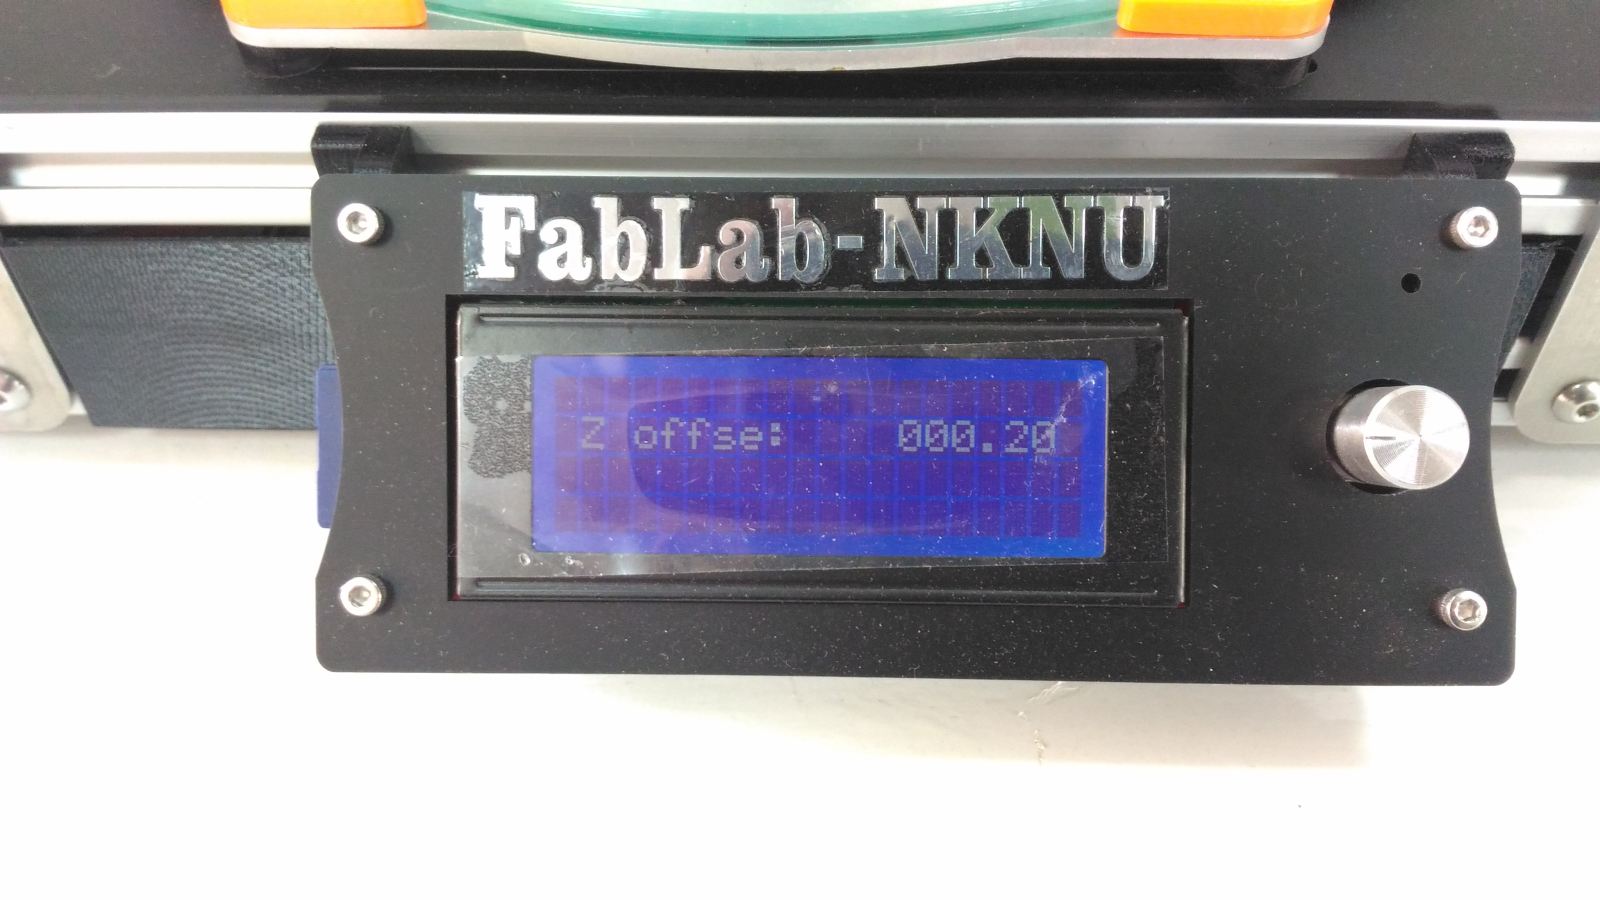 FabLab-NKNU
Z offse: 000.20